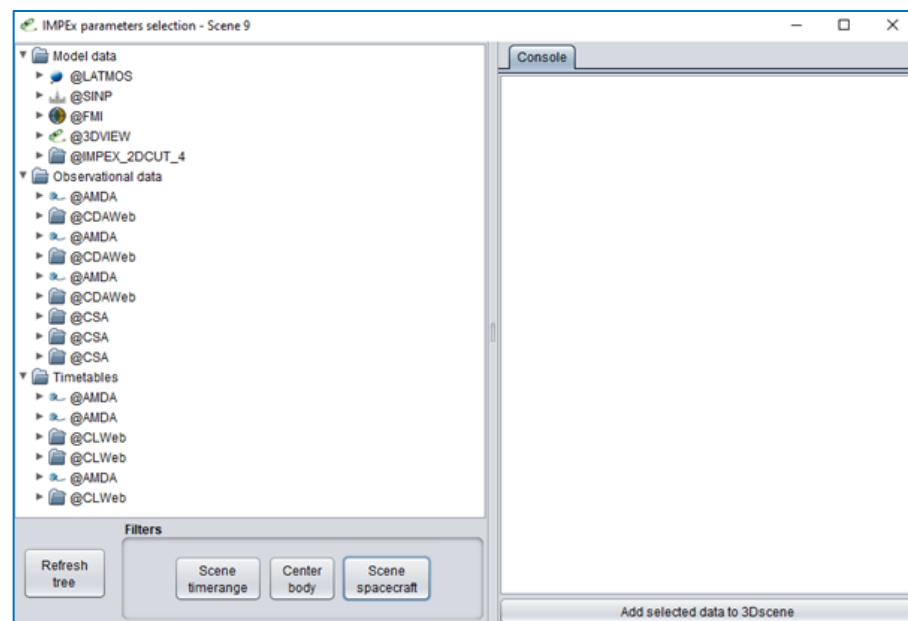 IMPEx parameters selection - Scene 9
Model data
@LATMOS
@SINP
@FMI
@3DVIEW
@IMPEX_2DCUT_4
Observational data
@AMDA
@CDAWeb
@AMDA
@CDAWeb
@AMDA
@CDAWeb
@CSA
@CSA
@CSA
Timetables
@AMDA
@AMDA
@CLWeb
@CLWeb
@AMDA
@CLWeb
Filters
Refresh
tree
Scene
timerange
Center
body
Scene
spacecraft
Console
Add selected data to 3Dscene